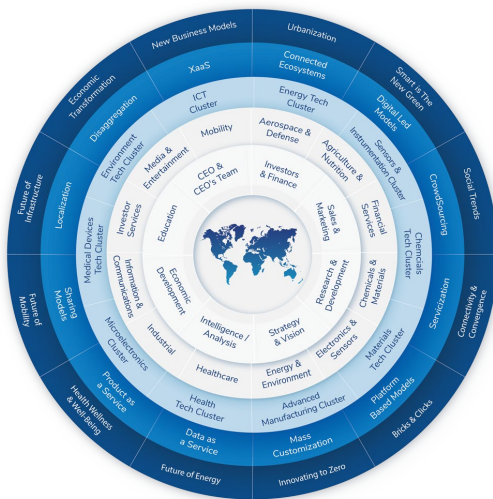 New Business Models
Urbanization
Smart is The
New Green
Social Trends
Connectivity &
Convergence
Bricks & Clicks
Innovating to Zero
Future of Energy
Health Wellness
& Well-Being
Future of
Mobility
Future of
Infrastructure
Economic
Transformation
XaaS
Connected
Ecosystems
Digital Led
Models
CrowdSourcing
Servicization
Platform
Based Models
Mass
Customization
Data as
a Service
Product as
a Service
Sharing
Models
Localization
Disaggregation
ICT
Cluster
Energy Tech
Cluster
Sensors &
Instrumentation Cluster
Chemcials
Tech Cluster
Materials
Tech Cluster
Advanced
Manufacturing Cluster
Health
Tech Cluster
Microelectronics
Cluster
Medical Devices
Tech Cluster
Environment
Tech Cluster
Mobility
Aerospace &
Defense
Agriculture &
Nutrition
Financial
Services
Chemicals &
Materials
Electronics &
Sensors
Energy &
Environment
Healthcare
Industrial
Information &
Communications
Investor
Services
Media &
Entertainment
CEO &
CEO's Team
Investors
& Finance
Sales &
Marketing
Research &
Development
Strategy
& Vision
Intelligence /
Analysis
Economic
Development
Education